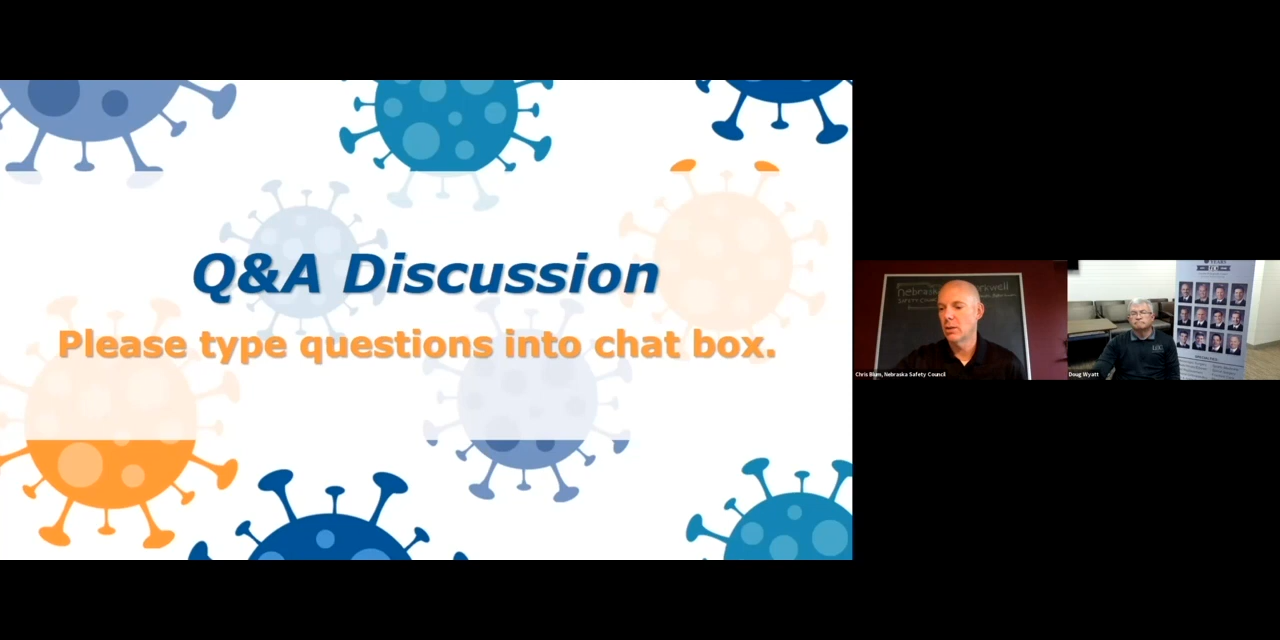 Q&A Discussion
Please type questions into chat box.
Chris Blum, Nebraska Safety Council
Doug Wyatt